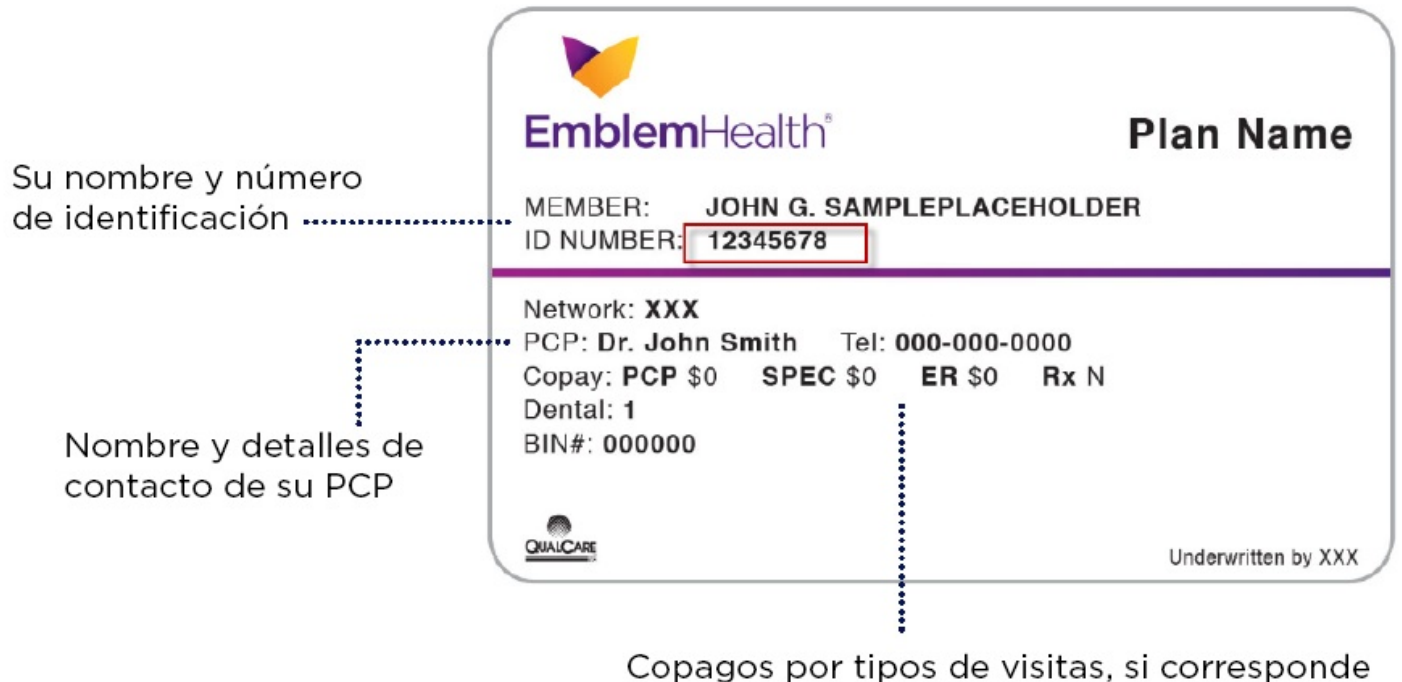 EmblemHealth®
Plan Name
Su nombre y número
de identificación
MEMBER: JOHN G. SAMPLEPLACEHOLDER
ID NUMBER: 12345678
Network: XXX
PCP: Dr. John Smith Tel: 000-000-0000
Copay: PCP $0 SPEC $0 ER $0 Rx N
Dental: 1
BIN#: 000000
Nombre y detalles de
contacto de su PCP
QUALCARE
Underwritten by XXX
Copagos por tipos de visitas, si corresponde